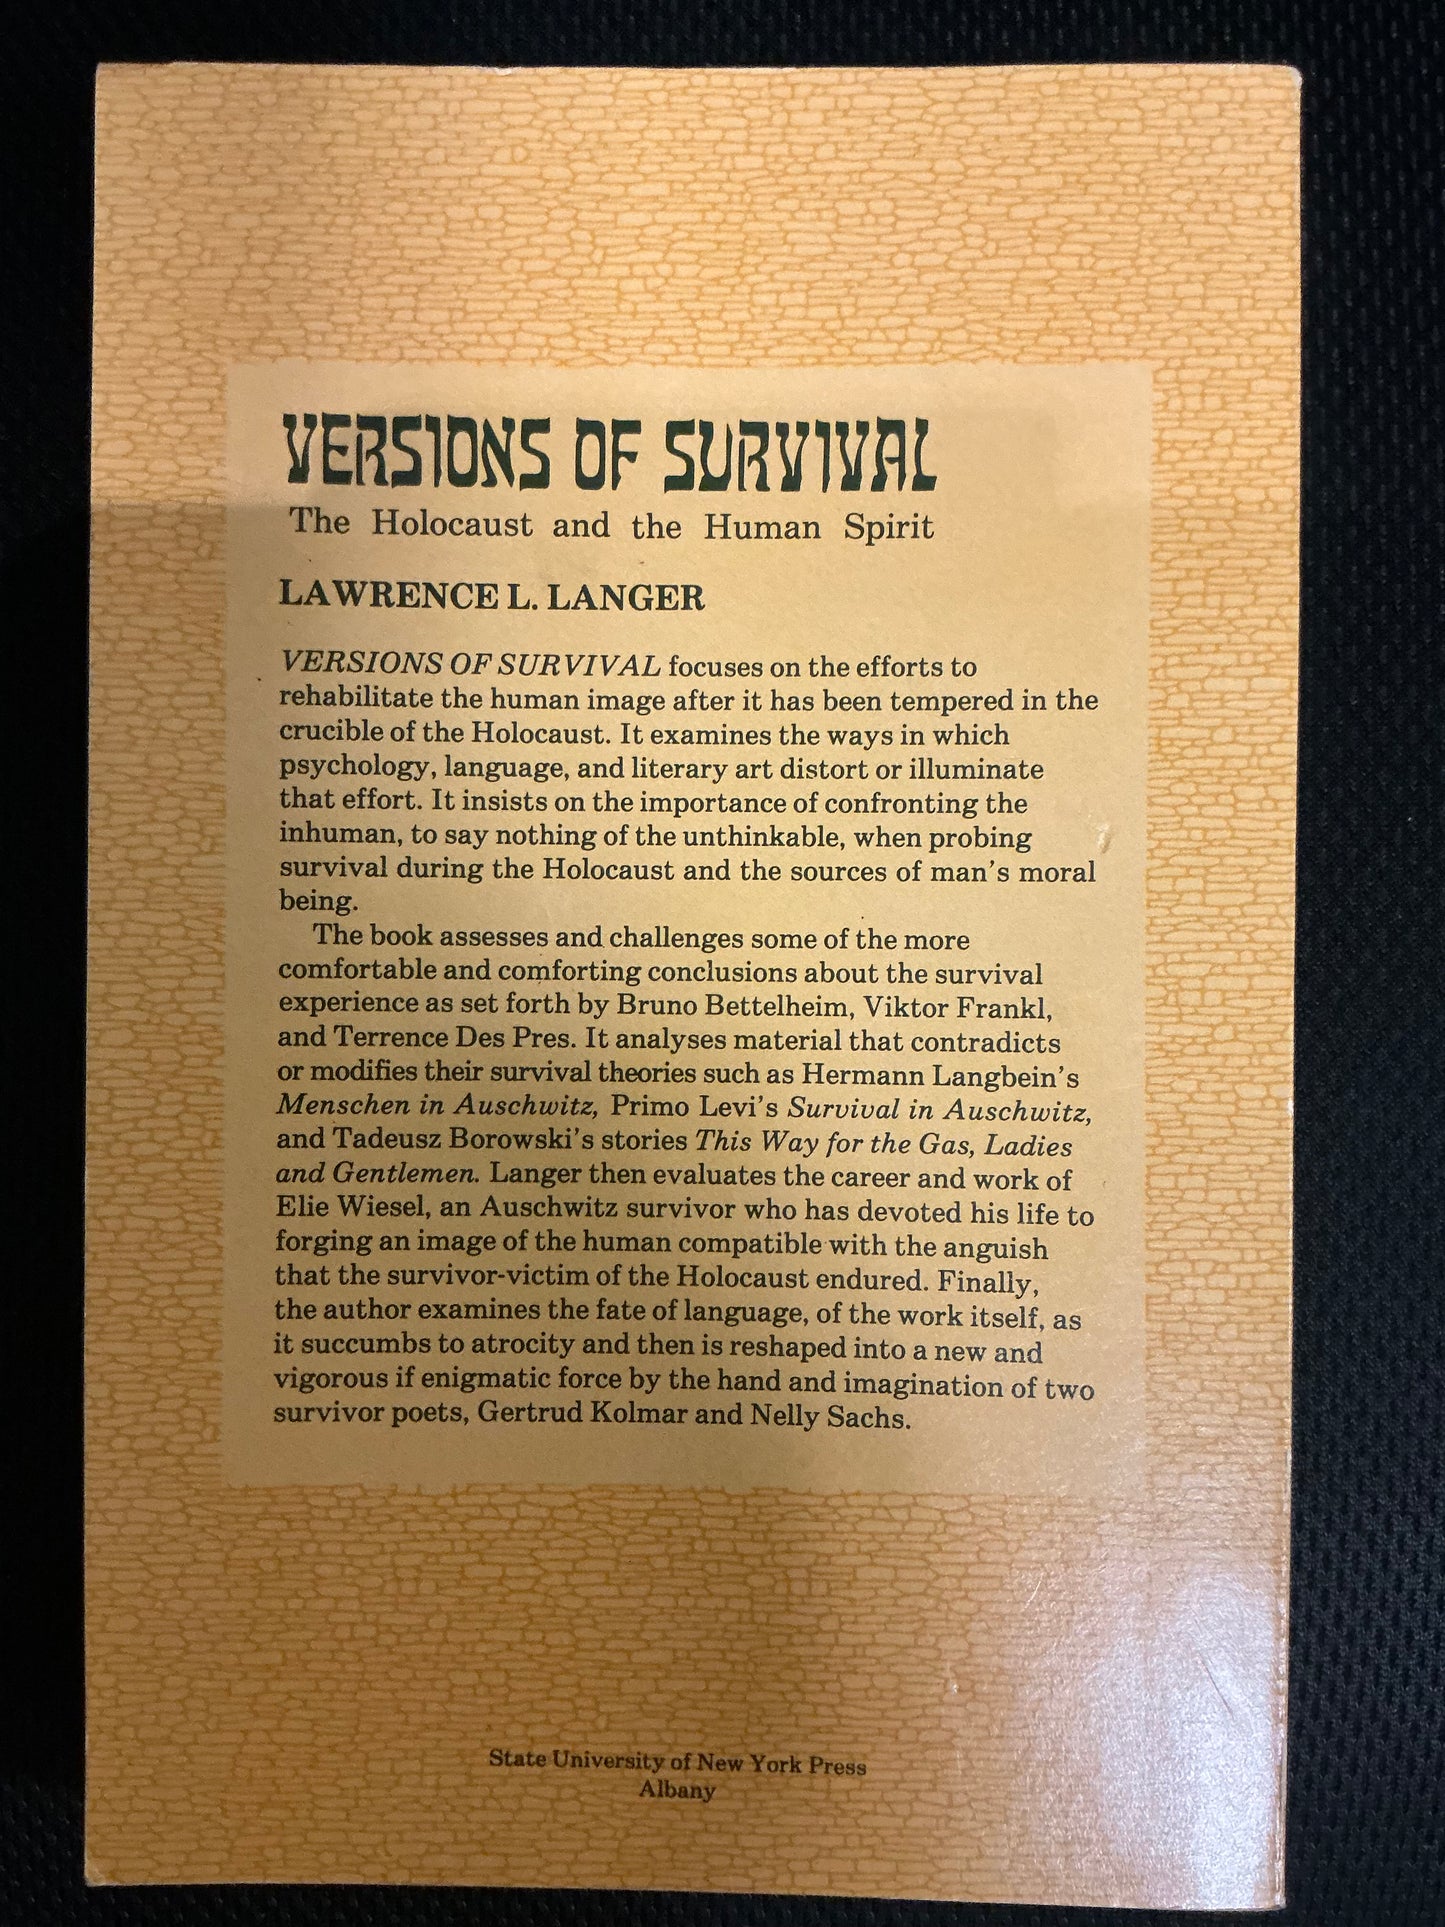 VERSIONS OF SURVIVAL
The Holocaust and the Human Spirit
LAWRENCE L. LANGER
VERSIONS OF SURVIVAL focuses on the efforts to
rehabilitate the human image after it has been tempered in the
crucible of the Holocaust. It examines the ways in which
psychology, language, and literary art distort or illuminate
that effort. It insists on the importance of confronting the
inhuman, to say nothing of the unthinkable, when probing
survival during the Holocaust and the sources of man's moral
being.
The book assesses and challenges some of the more
comfortable and comforting conclusions about the survival
experience as set forth by Bruno Bettelheim, Viktor Frankl,
and Terrence Des Pres. It analyses material that contradicts
or modifies their survival theories such as Hermann Langbein's
Menschen in Auschwitz, Primo Levi's Survival in Auschwitz,
and Tadeusz Borowski's stories This Way for the Gas, Ladies
and Gentlemen. Langer then evaluates the career and work of
Elie Wiesel, an Auschwitz survivor who has devoted his life to
forging an image of the human compatible with the anguish
that the survivor-victim of the Holocaust endured. Finally,
the author examines the fate of language, of the work itself, as
it succumbs to atrocity and then is reshaped into a new and
vigorous if enigmatic force by the hand and imagination of two
survivor poets, Gertrud Kolmar and Nelly Sachs.
State University of New York Press
Albany